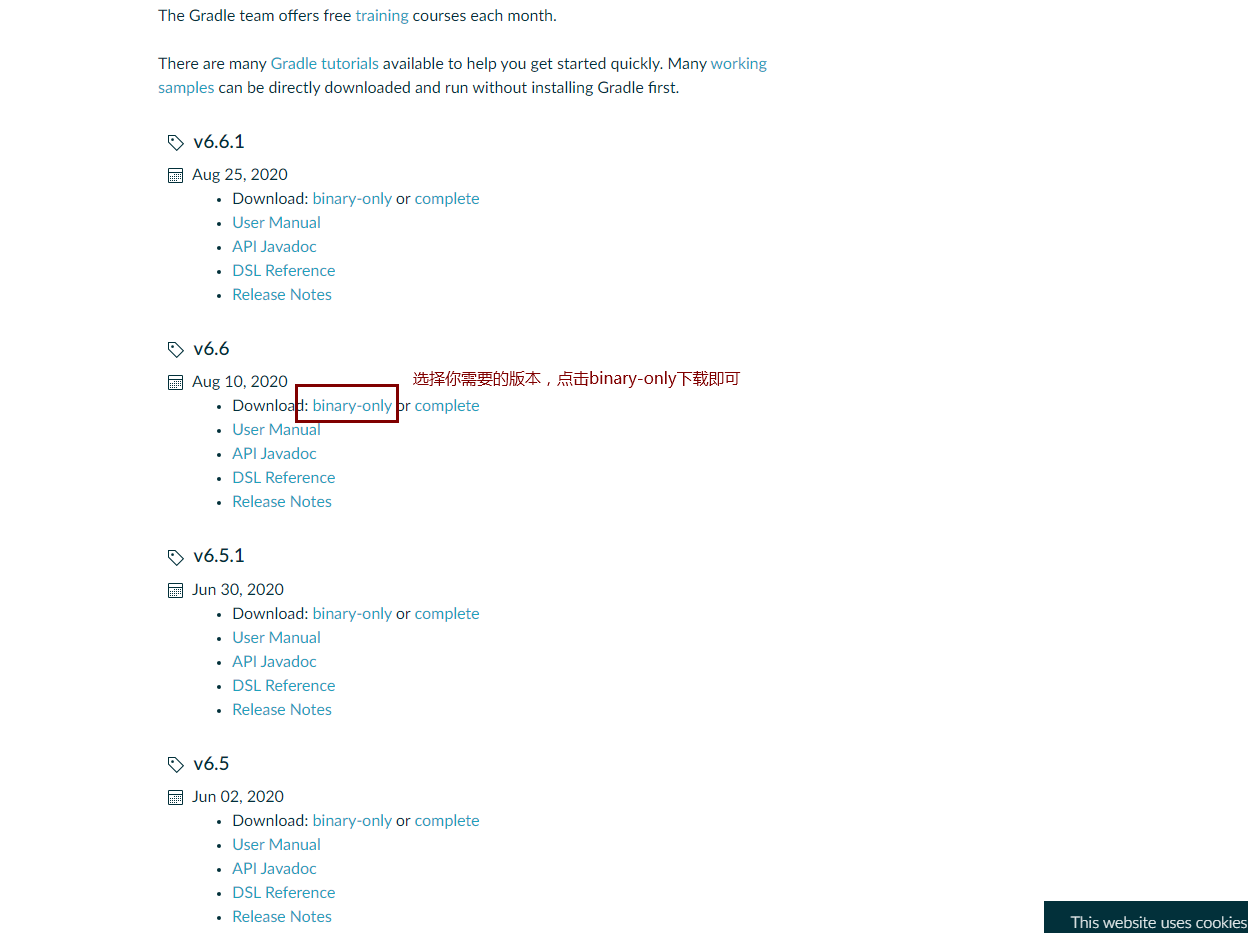 The Gradle team offers free training courses each month.
There are many Gradle tutorials available to help you get started quickly. Many working
samples can be directly downloaded and run without installing Gradle first.
v6.6.1
Aug 25, 2020
Download: binary-only or complete
User Manual
API Javadoc
DSL Reference
Release Notes
v6.6
Aug 10, 2020
选择你需要的版本，点击binary-only下载即可
Download: binary-only or complete
User Manual
API Javadoc
DSL Reference
Release Notes
v6.5.1
Jun 30, 2020
Download: binary-only or complete
User Manual
API Javadoc
DSL Reference
Release Notes
v6.5
Jun 02, 2020
Download: binary-only or complete
User Manual
API Javadoc
DSL Reference
Release Notes
This website uses cookies